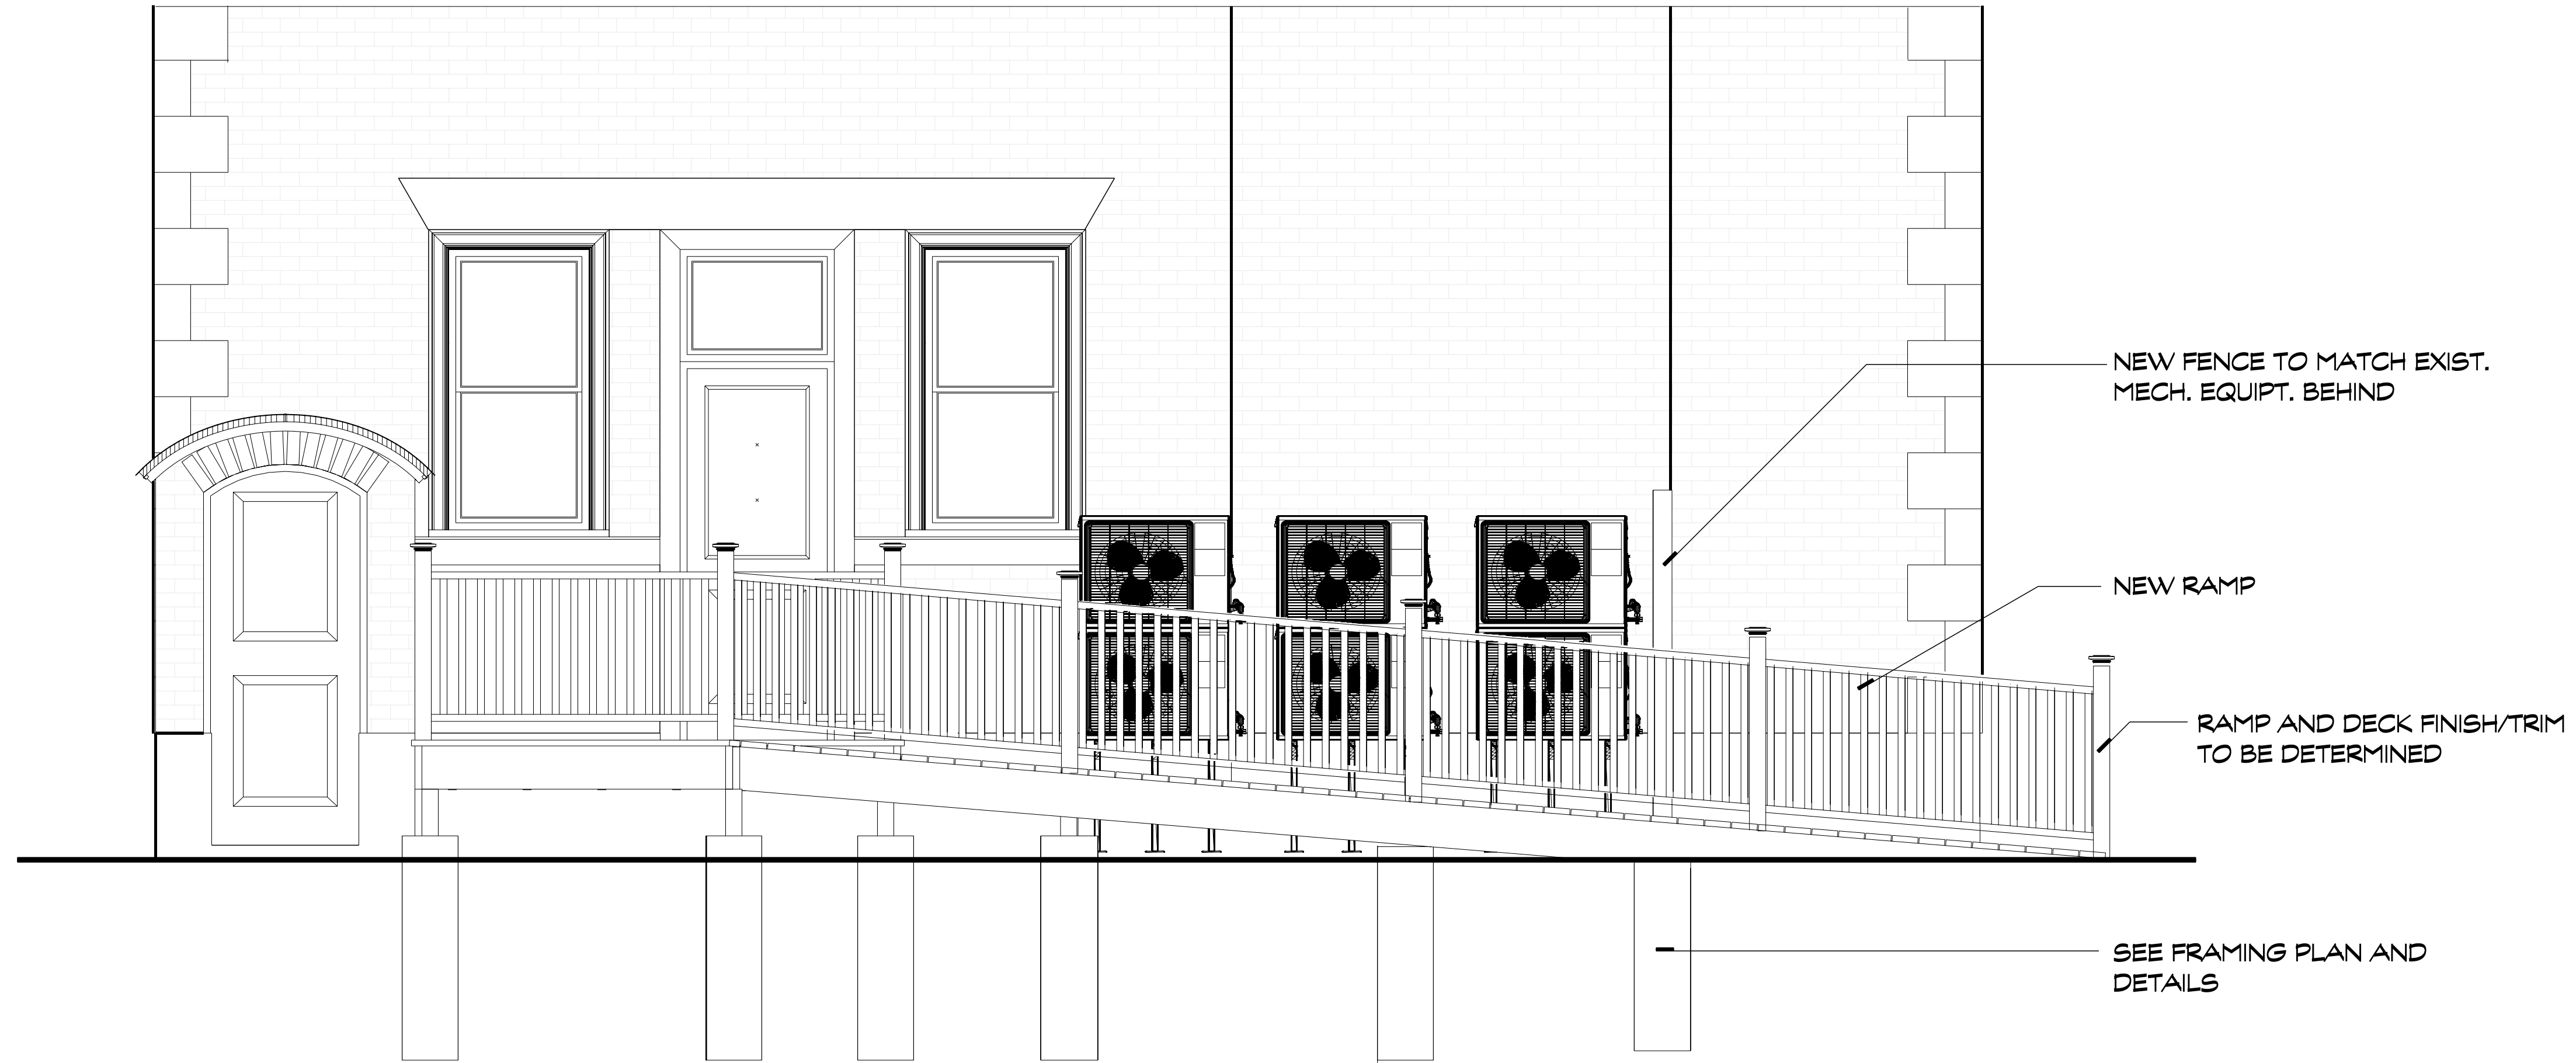 NEW FENCE TO MATCH EXIST.
MECH. EQUIPT. BEHIND
NEW RAMP
RAMP AND DECK FINISH/TRIM
TO BE DETERMINED
SEE FRAMING PLAN AND
DETAILS